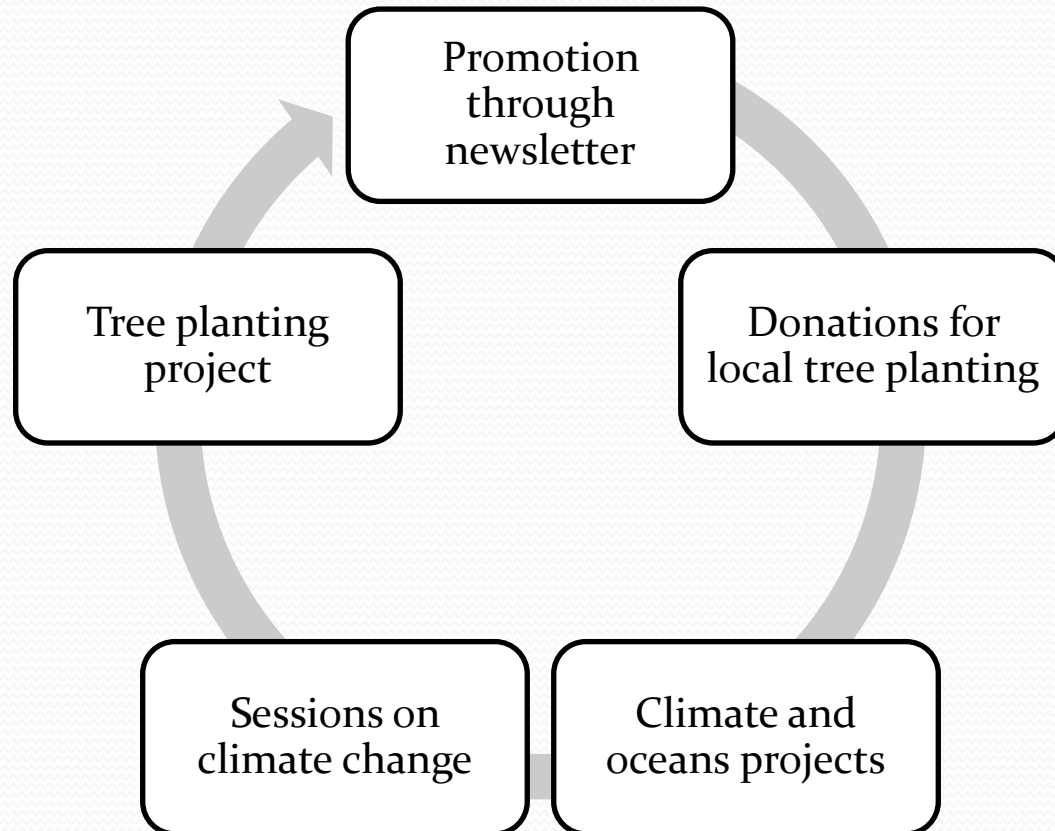 Promotion
through
newsletter
Donations for
local tree planting
Climate and
oceans projects
Sessions on
climate change
Tree planting
project